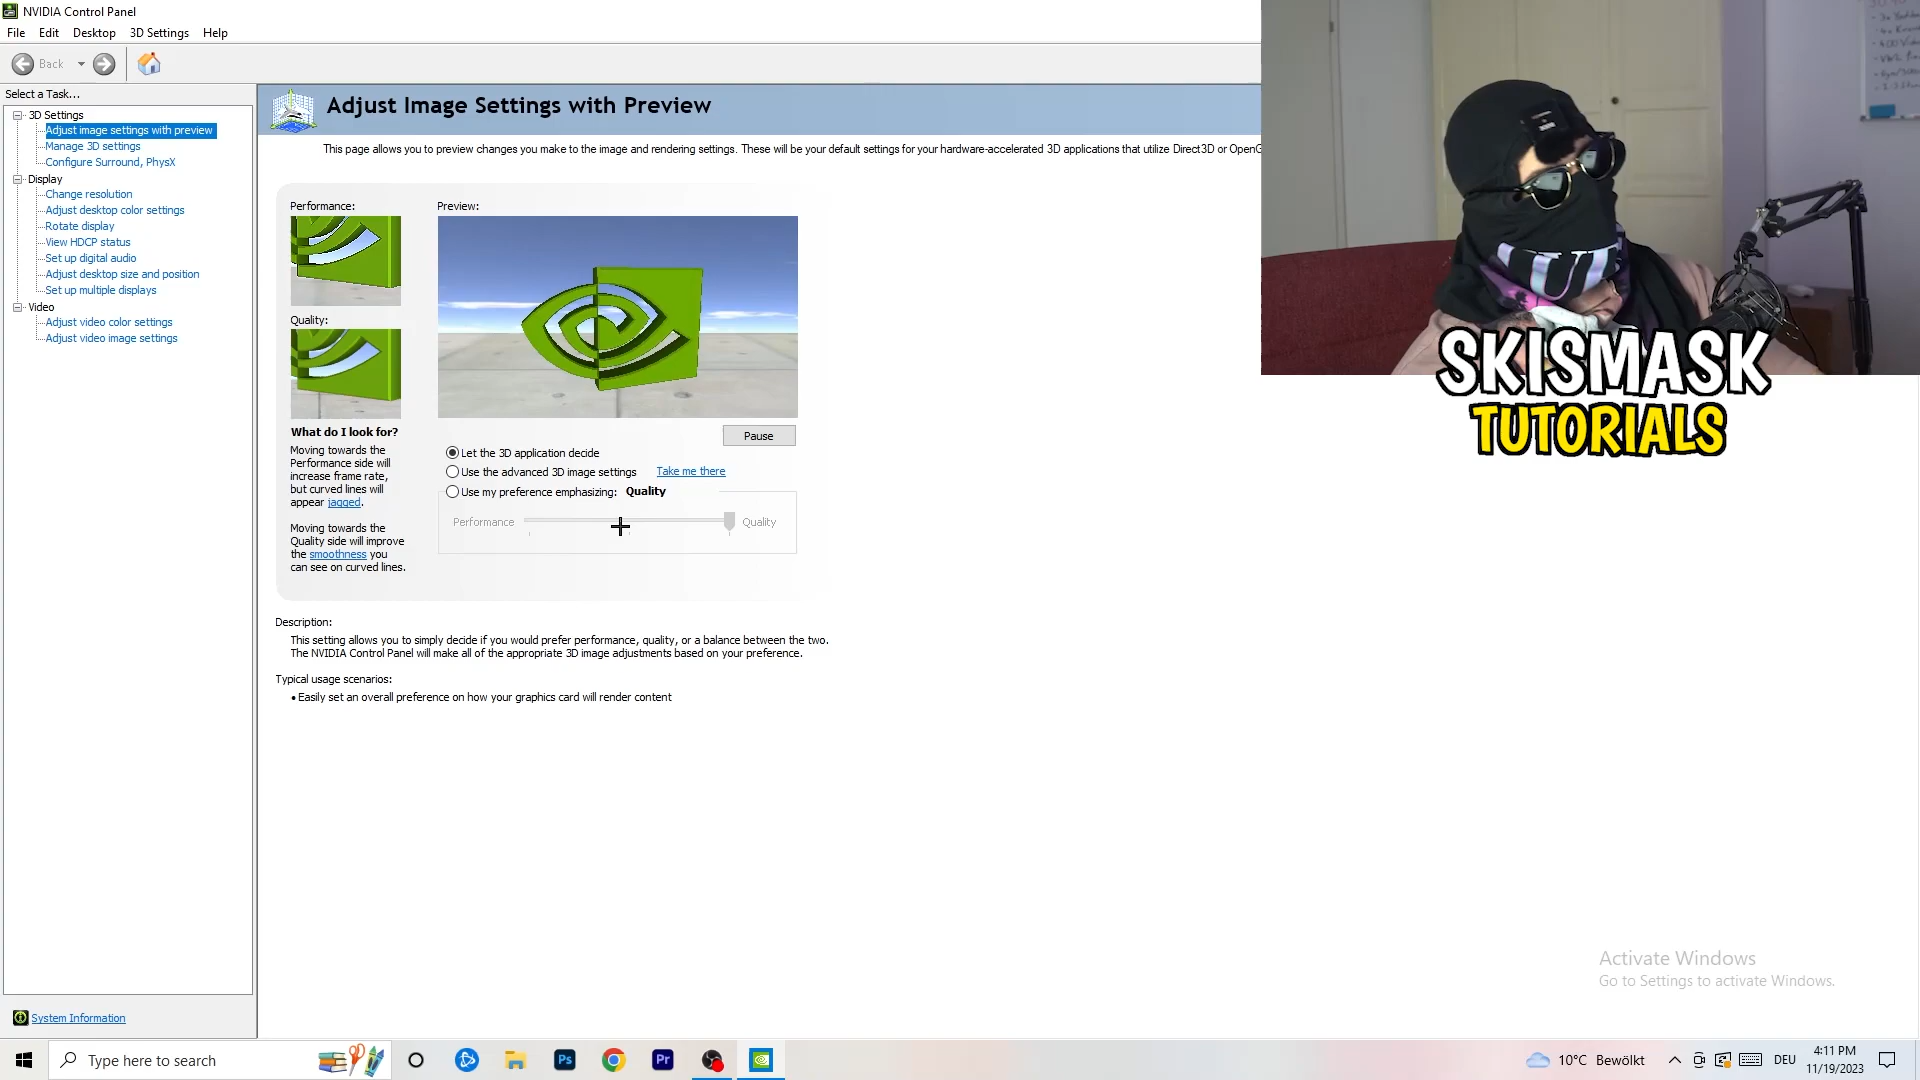 NVIDIA Control Panel
File Edit Desktop 3D Settings Help
Back
Select a Task...
3D Settings
Adjust image settings with preview
Manage 3D settings
Configure Surround, PhysX
Display
Change resolution
Adjust desktop color settings
Rotate display
View HDCP status
Set up digital audio
Adjust desktop size and position
Set up multiple displays
Video
Adjust video color settings
Adjust video image settings
System Information
Adjust Image Settings with Preview
This page allows you to preview changes you make to the image and rendering settings. These will be your default settings for your hardware-accelerated 3D applications that utilize Direct3D or OpenG
Performance:
Quality:
What do I look for?
Moving towards the
Performance side will
increase frame rate,
but curved lines will
appear jagged.
Moving towards the
Quality side will improve
the smoothness you
can see on curved lines.
Preview:
Pause
Let the 3D application decide
Use the advanced 3D image settings Take me there
Use my preference emphasizing: Quality
Performance Quality
Description:
This setting allows you to simply decide if you would prefer performance, quality, or a balance between the two.
The NVIDIA Control Panel will make all of the appropriate 3D image adjustments based on your preference.
Typical usage scenarios:
• Easily set an overall preference on how your graphics card will render content
SKISMASK
TUTORIALS
Activate Windows
Go to Settings to activate Windows.
Type here to search
Ps
Pr
10°C Bewölkt
DEU
4:11 PM
11/19/2023